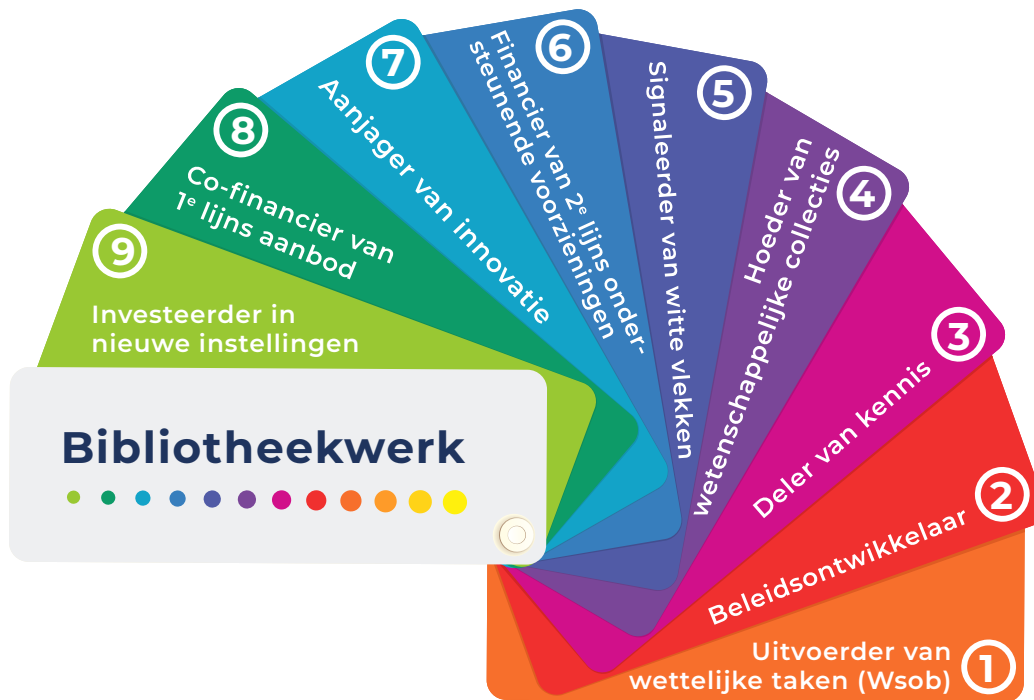 Bibliotheekwerk
9
Investeerder in
nieuwe instellingen
8
Co-financier van
1e lijns aanbod
7
Aanjager van innovatie
6
Financier van 2e lijns onder-
steunende voorzieningen
5
Signaleerder van witte vlekken
4
Hoeder van
wetenschappelijke collecties
3
Deler van kennis
2
Beleidsontwikkelaar
1
Uitvoerder van
wettelijke taken (Wsob)